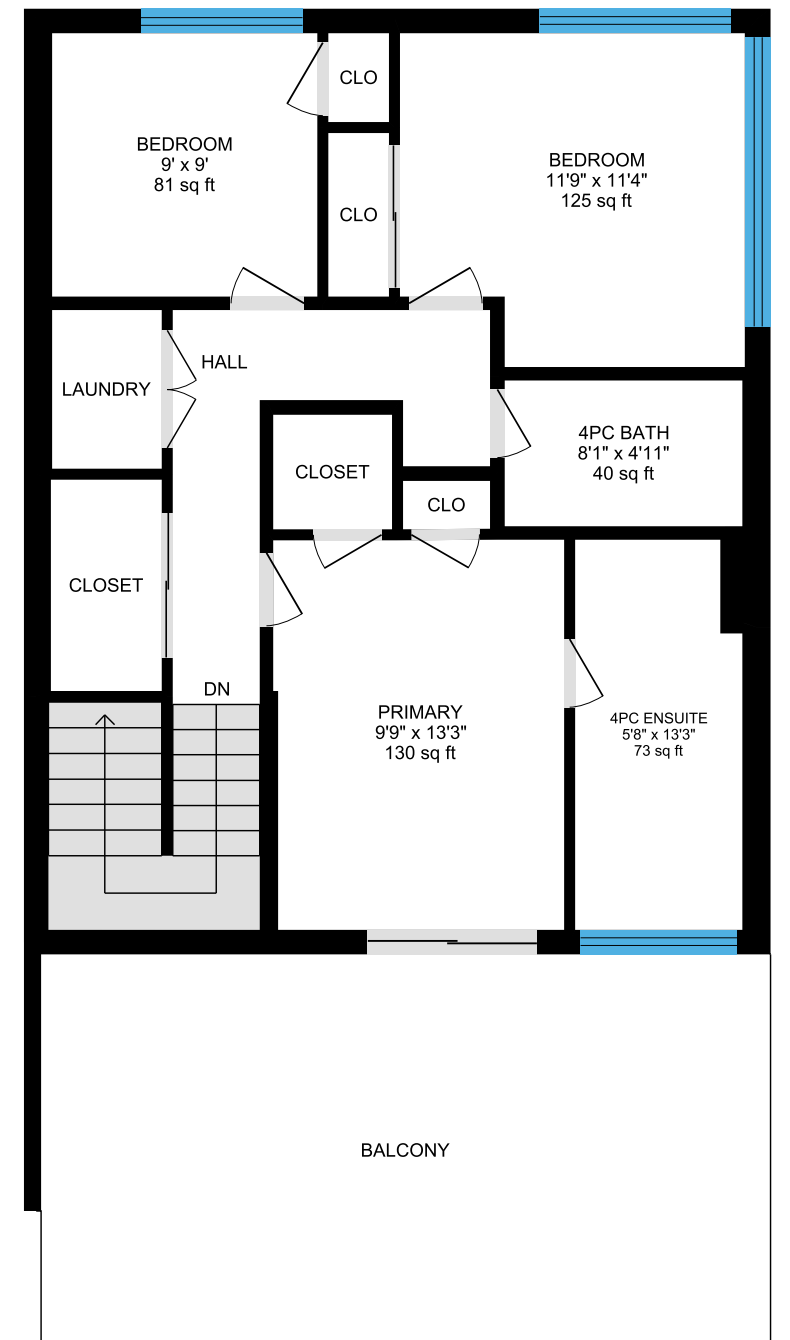 CLO
BEDROOM
9' x 9'
81 sq ft
BEDROOM
11'9" x 11'4"
125 sq ft
CLO
HALL
LAUNDRY
4PC BATH
8'1" x 4'11"
40 sq ft
CLOSET
CLO
CLOSET
DN
PRIMARY
9'9" x 13'3"
130 sq ft
4PC ENSUITE
5'8" x 13'3"
73 sq ft
BALCONY